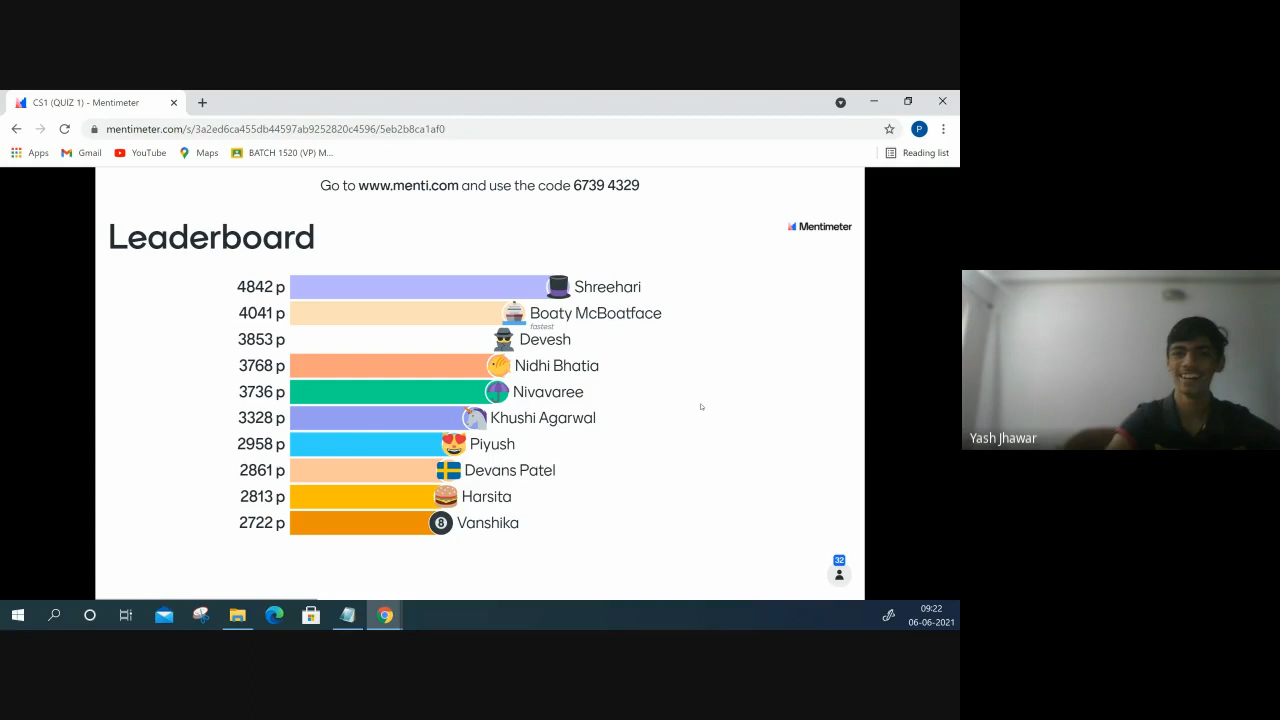 CS1 (QUIZ 1) - Mentimeter
mentimeter.com/s/3a2ed6ca455db44597ab9252820c4596/5eb2b8ca1af0
P
Apps Gmail YouTube Maps BATCH 1520 (VP) M... Reading list
Go to www.menti.com and use the code 6739 4329
Leaderboard
Mentimeter
4842 p Shreehari
4041 p Boaty McBoatface
fastest
3853 p Devesh
3768 p Nidhi Bhatia
3736 p Nivavaree
3328 p Khushi Agarwal
2958 p Piyush
2861 p Devans Patel
2813 p Harsita
2722 p 8 Vanshika
32
Yash Jhawar
09:22
06-06-2021